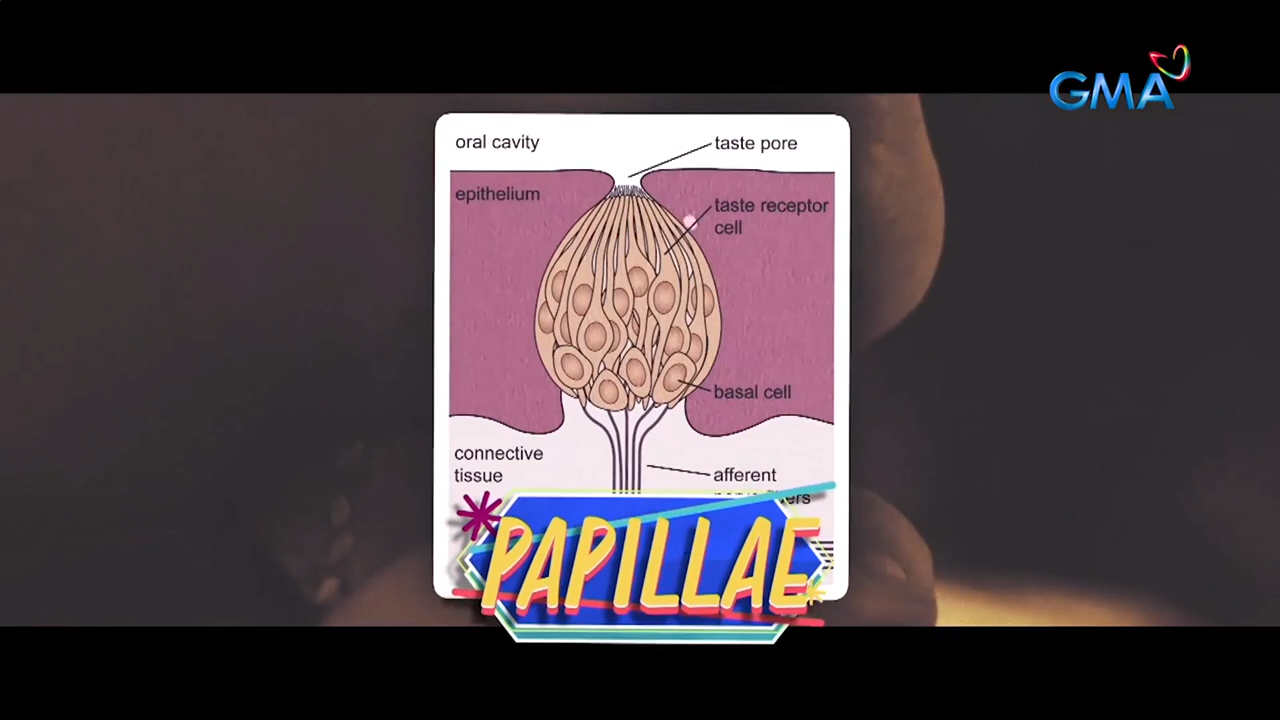 GMA
oral cavity
taste pore
epithelium
taste receptor
cell
basal cell
connective
tissue
afferent
PAPILLAE